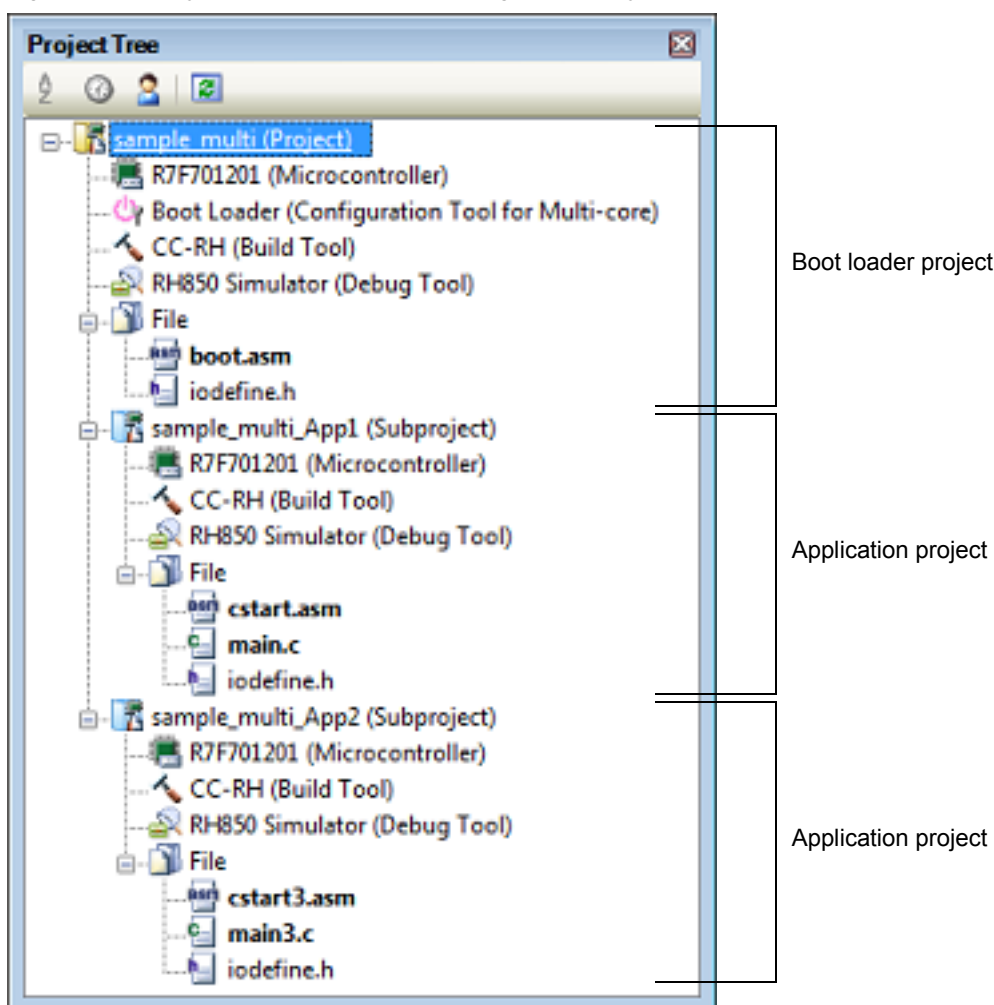 Project Tree
sample_multi (Project)
R7F701201 (Microcontroller)
Boot Loader (Configuration Tool for Multi-core)
CC-RH (Build Tool)
RH850 Simulator (Debug Tool)
File
boot.asm
iodefine.h
Boot loader project
sample_multi_App1 (Subproject)
R7F701201 (Microcontroller)
CC-RH (Build Tool)
RH850 Simulator (Debug Tool)
File
cstart.asm
main.c
iodefine.h
Application project
sample_multi_App2 (Subproject)
R7F701201 (Microcontroller)
CC-RH (Build Tool)
RH850 Simulator (Debug Tool)
File
cstart3.asm
main3.c
iodefine.h
Application project